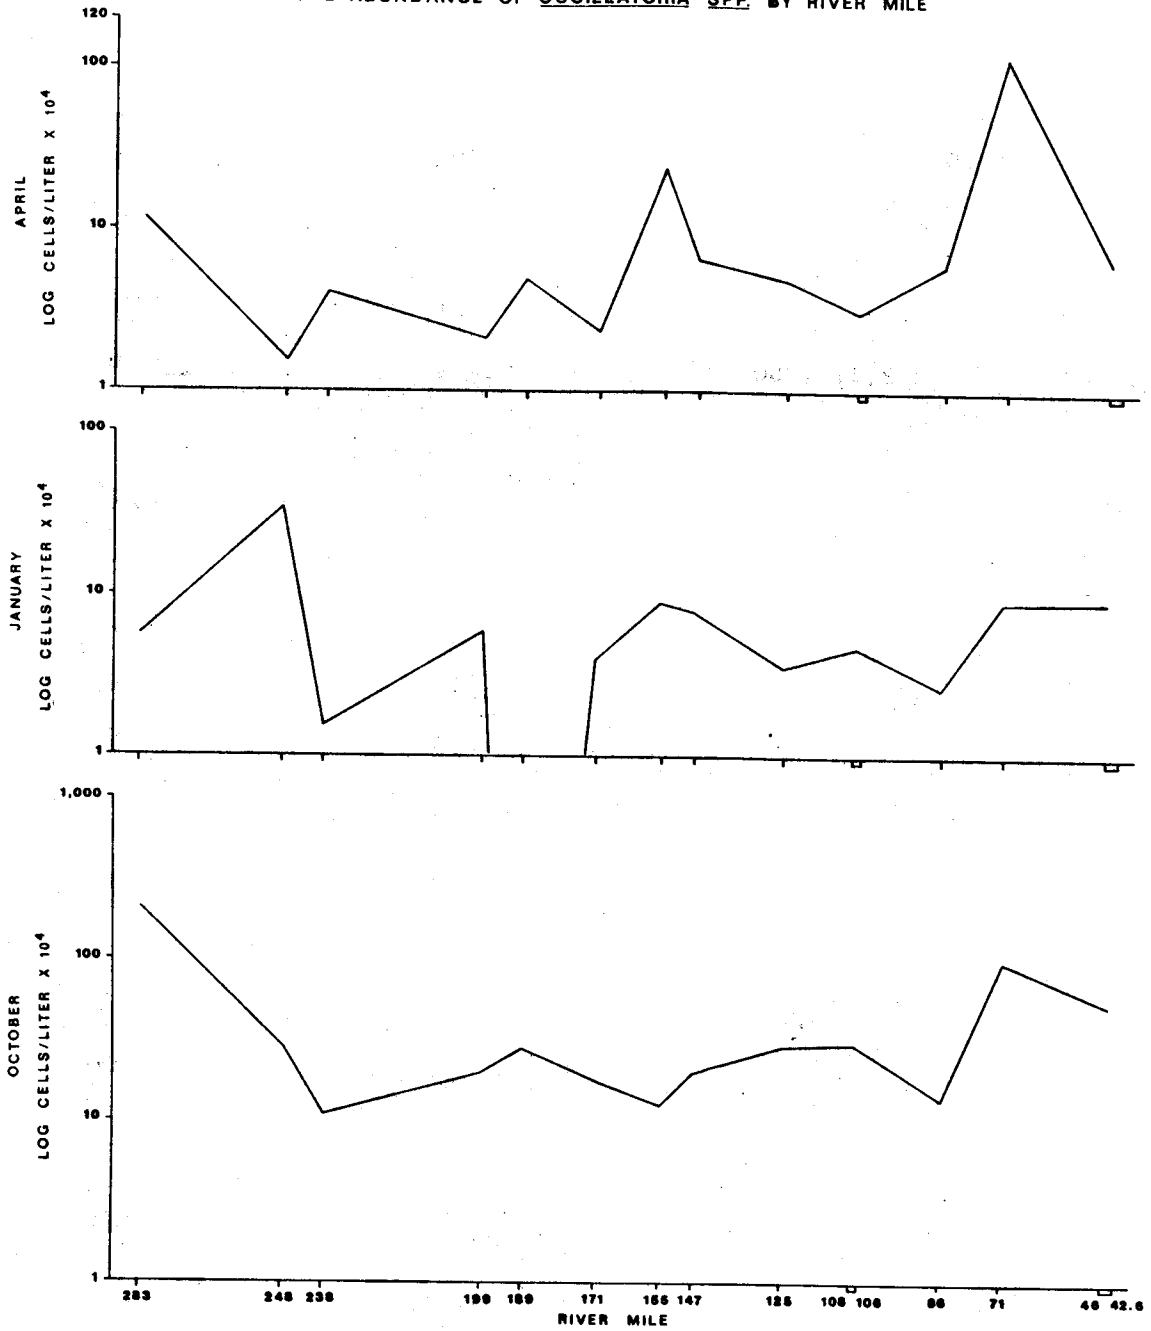 ABUNDANCE OF OSCILLATORIA SPP. BY RIVER MILE
120
100
10
1
APRIL
LOG CELLS/LITER X 10⁴
100
10
1
JANUARY
LOG CELLS/LITER X 10⁴
1,000
100
10
1
OCTOBER
LOG CELLS/LITER X 10⁴
283 248 238 199 189 171 155 147 125 106 86 71 46 42.6
RIVER MILE